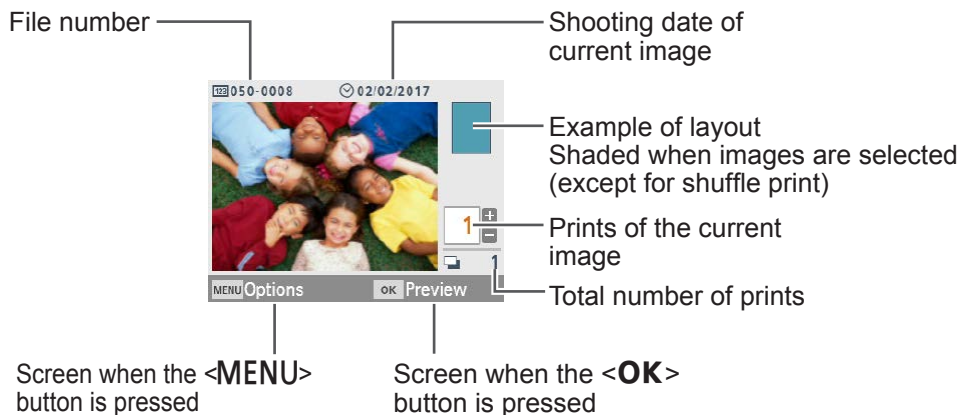 File number
Shooting date of
current image
123 050-0008 02/02/2017
Example of layout
Shaded when images are selected
(except for shuffle print)
1
Prints of the current
image
1
Total number of prints
MENU Options OK Preview
Screen when the <MENU>
button is pressed
Screen when the <OK>
button is pressed